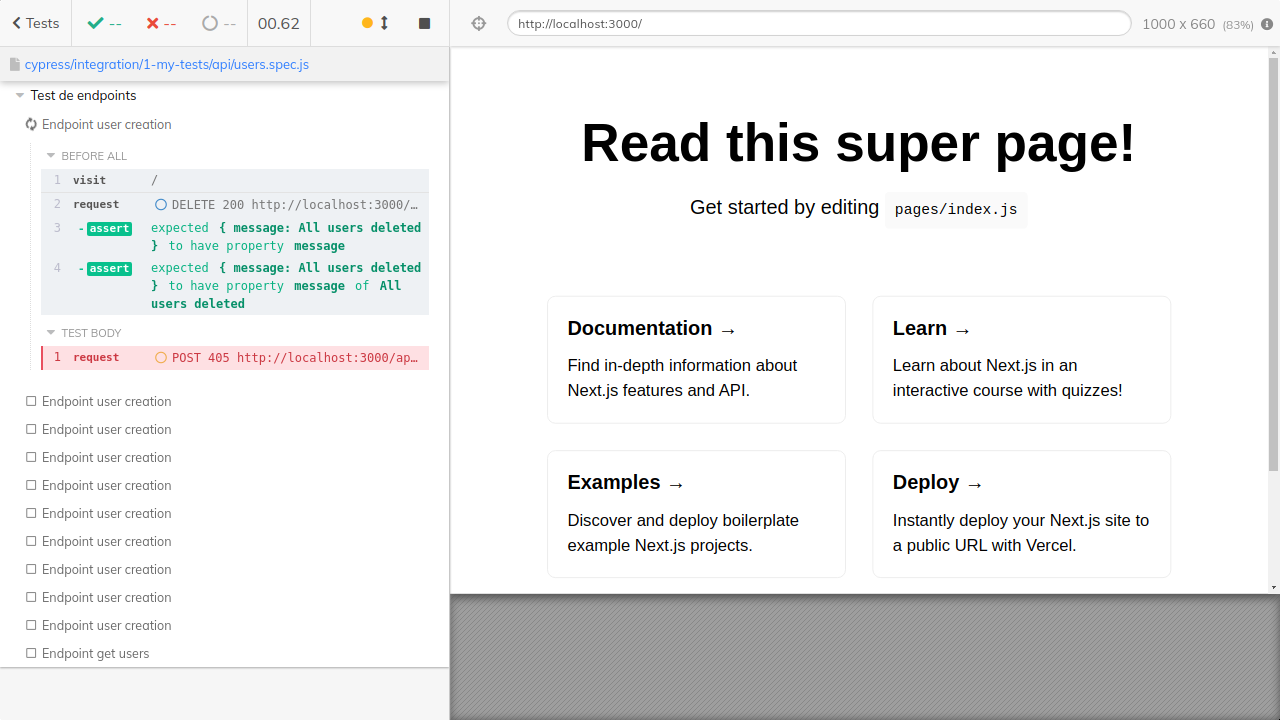 Tests
--
--
--
00.62
http://localhost:3000/
1000 x 660 (83%)
cypress/integration/1-my-tests/api/users.spec.js
Test de endpoints
Endpoint user creation
BEFORE ALL
1 visit /
2 request DELETE 200 http://localhost:3000/…
3 -assert expected { message: All users deleted
} to have property message
4 -assert expected { message: All users deleted
} to have property message of All
users deleted
TEST BODY
1 request POST 405 http://localhost:3000/ap…
Endpoint user creation
Endpoint user creation
Endpoint user creation
Endpoint user creation
Endpoint user creation
Endpoint user creation
Endpoint user creation
Endpoint user creation
Endpoint user creation
Endpoint get users
Read this super page!
Get started by editing pages/index.js
Documentation →
Find in-depth information about
Next.js features and API.
Learn →
Learn about Next.js in an
interactive course with quizzes!
Examples →
Discover and deploy boilerplate
example Next.js projects.
Deploy →
Instantly deploy your Next.js site to
a public URL with Vercel.